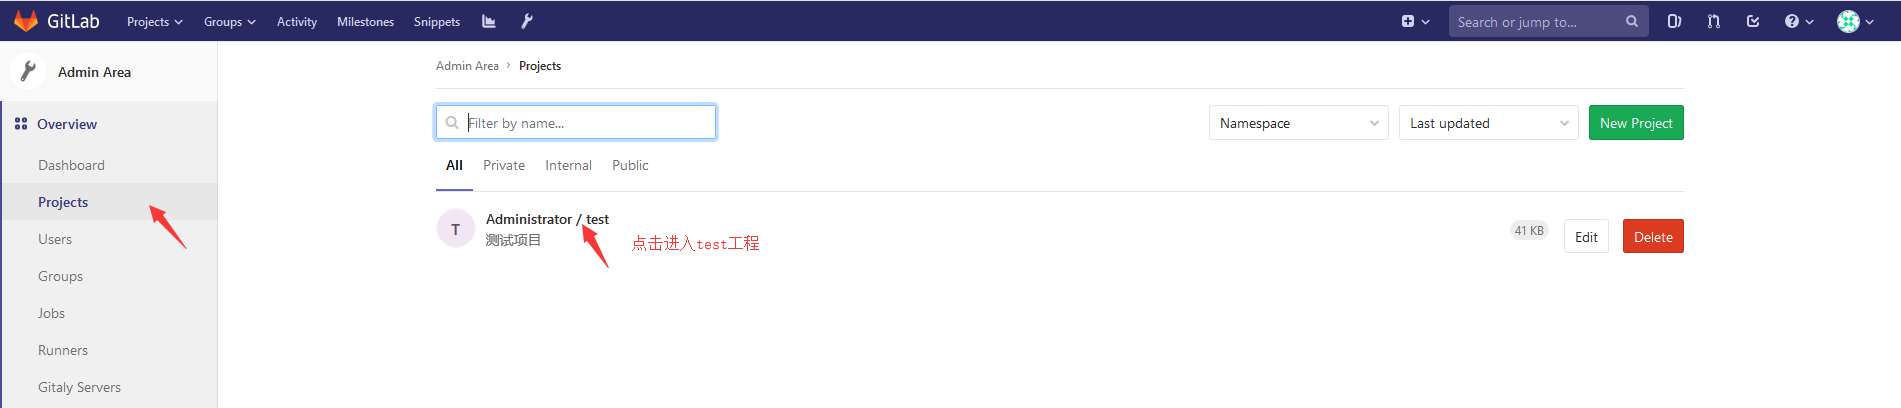 GitLab Projects Groups Activity Milestones Snippets Search or jump to...
Admin Area
Overview
Dashboard
Projects
Users
Groups
Jobs
Runners
Gitaly Servers
Admin Area › Projects
Filter by name... Namespace Last updated New Project
All Private Internal Public
T Administrator / test
测试项目
点击进入test工程
41 KB Edit Delete